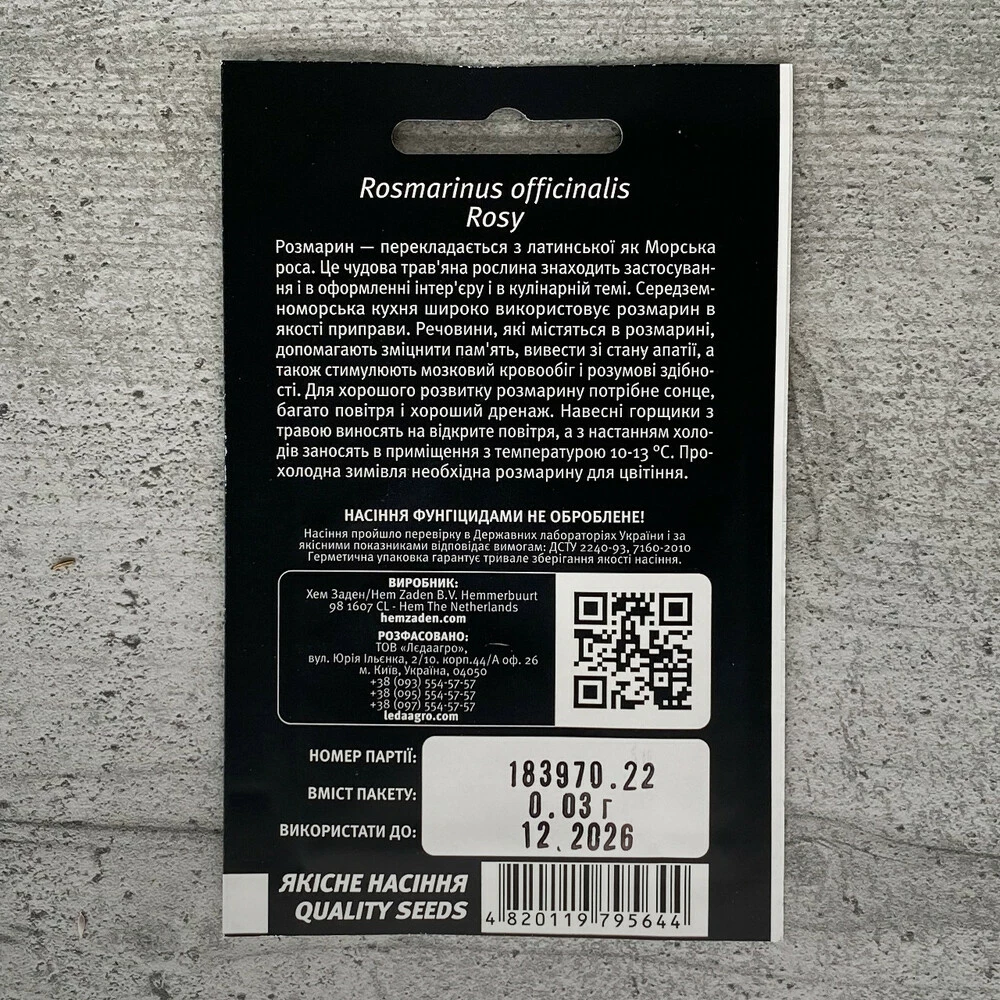 Rosmarinus officinalis
Rosy
Розмарин — перекладається з латинської як Морська
роса. Це чудова трав'яна рослина знаходить застосуван-
ня і в оформленні інтер'єру і в кулінарній темі. Середзем-
номорська кухня широко використовує розмарин в
якості приправи. Речовини, які містяться в розмарині,
допомагають зміцнити пам'ять, вивести зі стану апатії, а
також стимулюють мозковий кровообіг і розумові здібно-
сті. Для хорошого розвитку розмарину потрібне сонце,
багато повітря і хороший дренаж. Навесні горщики з
травою виносять на відкрите повітря, а з настанням холо-
дів заносять в приміщення з температурою 10-13 °C. Про-
холодна зимівля необхідна розмарину для цвітіння.
НАСІННЯ ФУНГІЦИДАМИ НЕ ОБРОБЛЕНЕ!
Насіння пройшло перевірку в Державних лабораторіях України і за
якісними показниками відповідає вимогам: ДСТУ 2240-93, 7160-2010
Герметична упаковка гарантує тривале зберігання якості насіння.
ВИРОБНИК:
Хем Заден/Hem Zaden B.V. Hemmerbuurt
98 1607 CL - Hem The Netherlands
hemzaden.com
РОЗФАСОВАНО:
ТОВ «Лєдаагро»,
вул. Юрія Ільєнка, 2/10. корп.44/А оф. 26
м. Київ, Україна, 04050
+38 (093) 554-57-57
+38 (095) 554-57-57
+38 (097) 554-57-57
ledaagro.com
НОМЕР ПАРТІЇ: 183970.22
ВМІСТ ПАКЕТУ: 0.03 г
ВИКОРИСТАТИ ДО: 12.2026
ЯКІСНЕ НАСІННЯ
QUALITY SEEDS
4 820119 795644